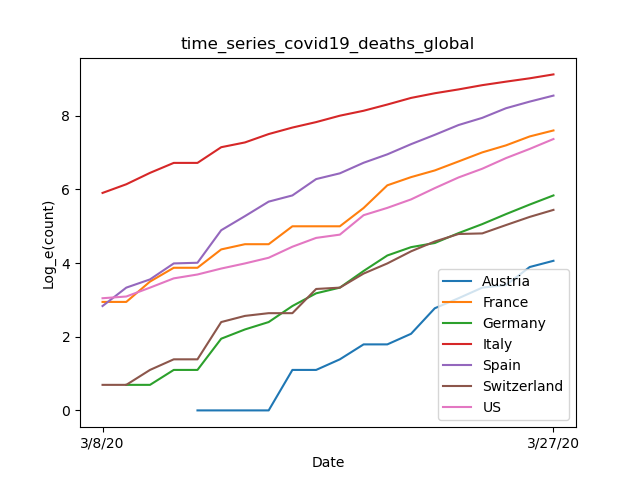 time_series_covid19_deaths_global
Log_e(count)
8
6
4
2
0
Austria
France
Germany
Italy
Spain
Switzerland
US
3/8/20
3/27/20
Date